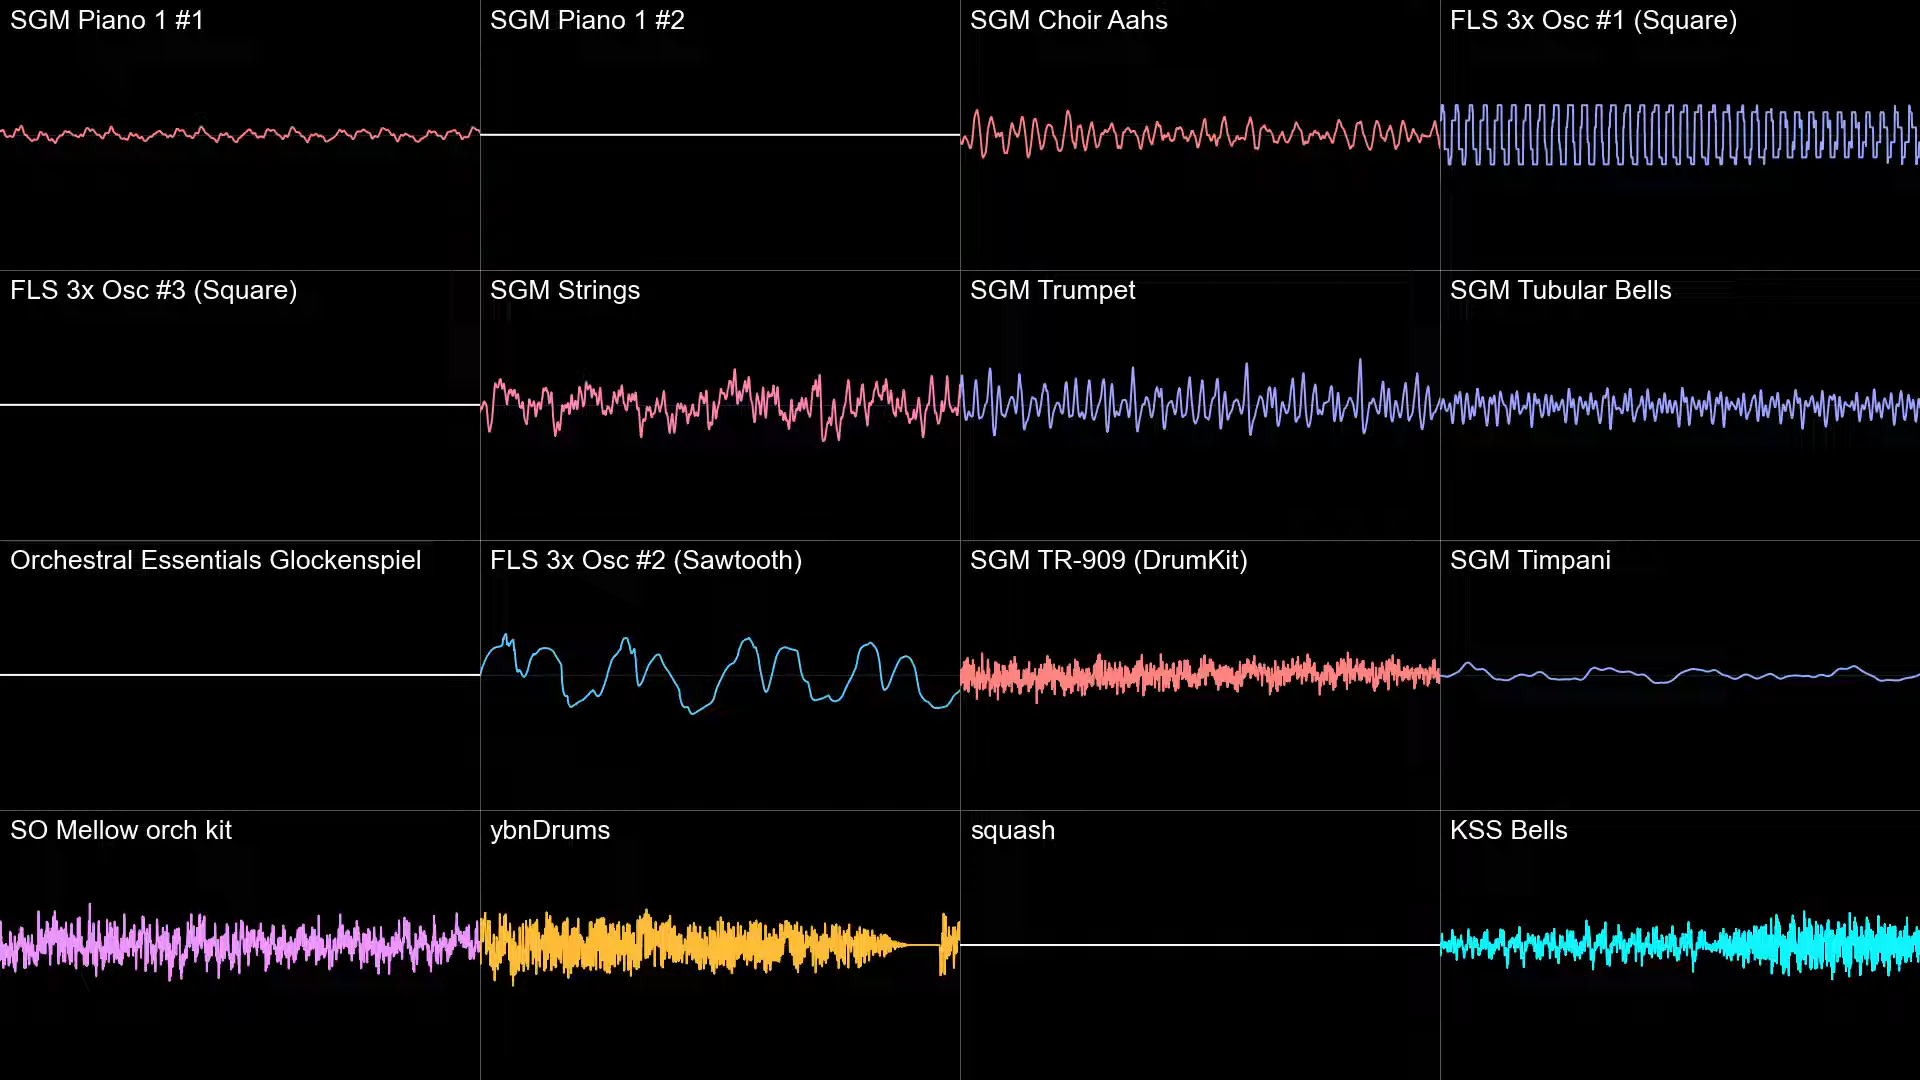 SGM Piano 1 #1
SGM Piano 1 #2
SGM Choir Aahs
FLS 3x Osc #1 (Square)
FLS 3x Osc #3 (Square)
SGM Strings
SGM Trumpet
SGM Tubular Bells
Orchestral Essentials Glockenspiel
FLS 3x Osc #2 (Sawtooth)
SGM TR-909 (DrumKit)
SGM Timpani
SO Mellow orch kit
ybnDrums
squash
KSS Bells